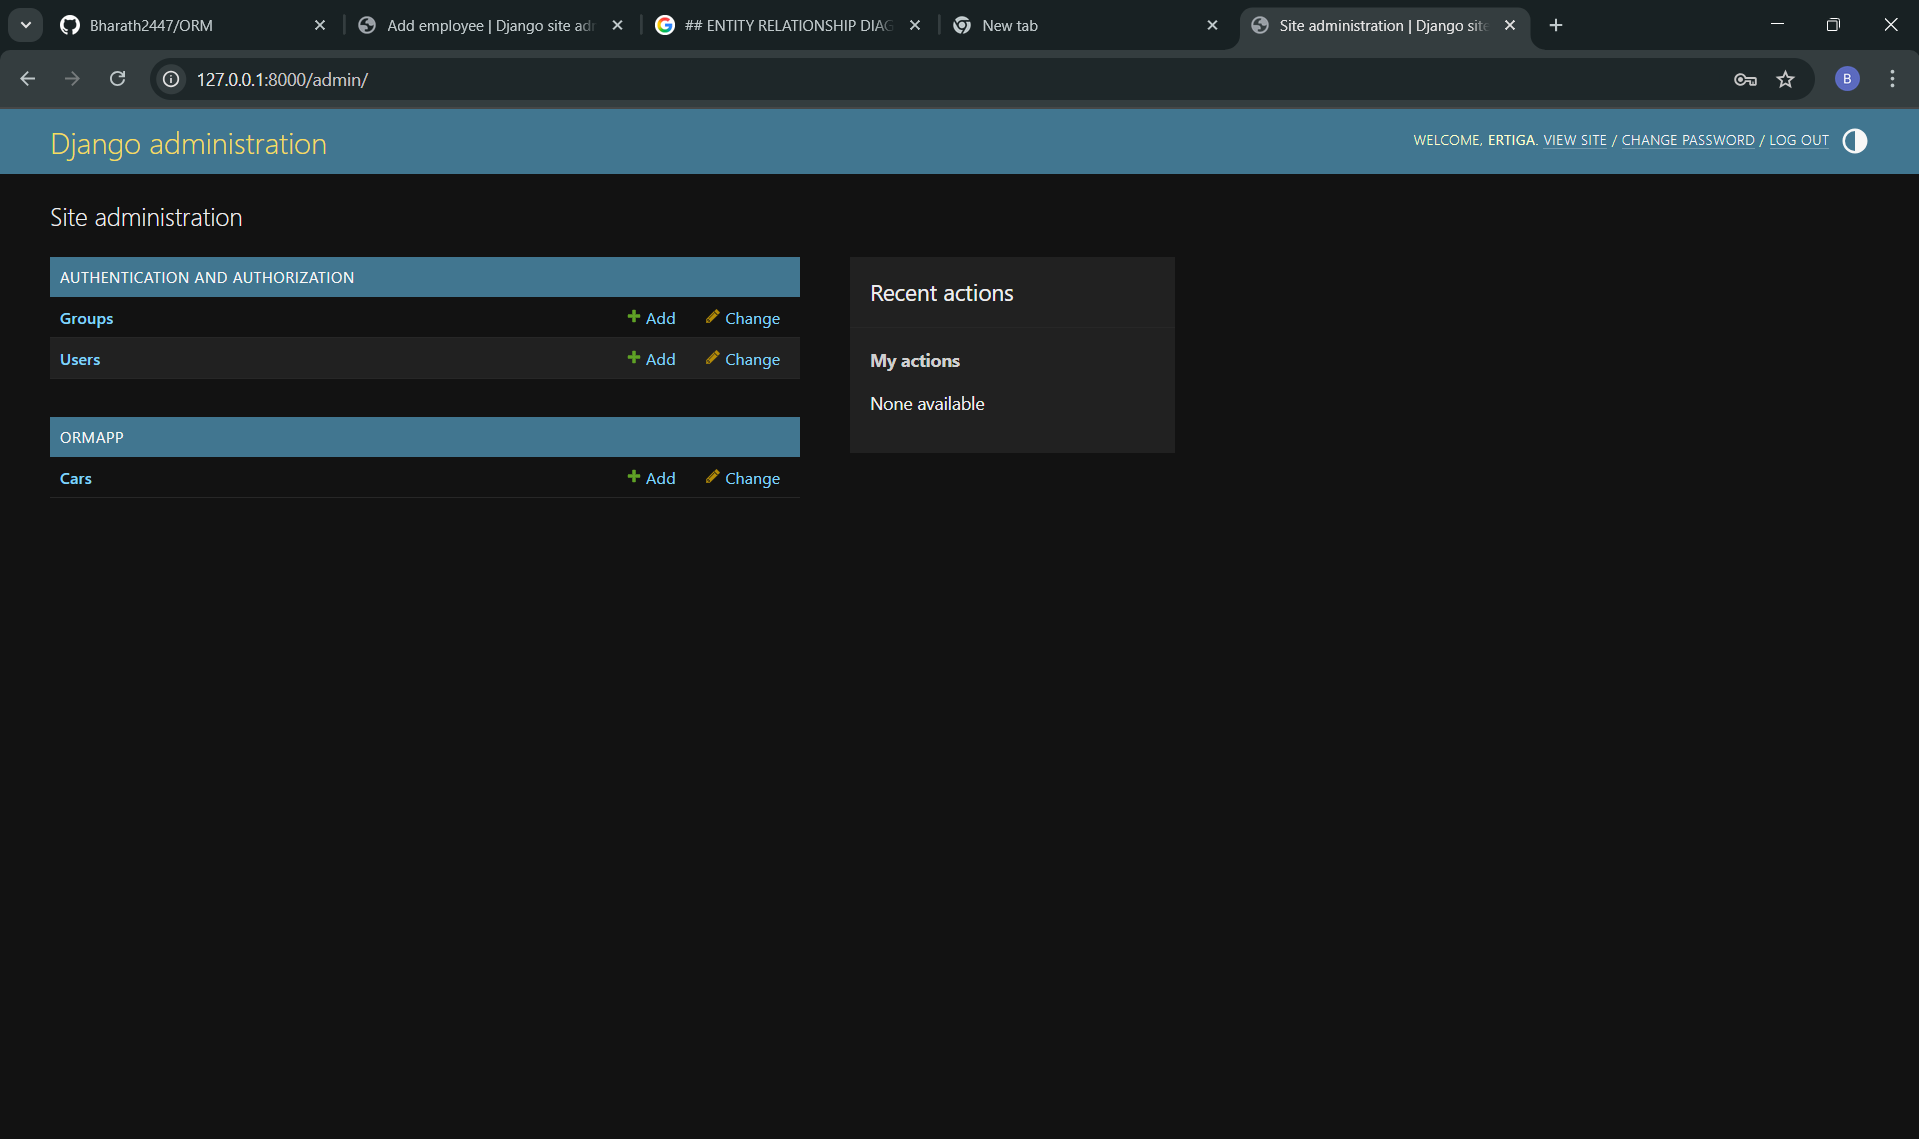 Bharath2447/ORM
Add employee | Django site adr
## ENTITY RELATIONSHIP DIAG
New tab
Site administration | Django site
127.0.0.1:8000/admin/
B
Django administration
WELCOME, ERTIGA. VIEW SITE / CHANGE PASSWORD / LOG OUT
Site administration
AUTHENTICATION AND AUTHORIZATION
Groups Add Change
Users Add Change
ORMAPP
Cars Add Change
Recent actions
My actions
None available